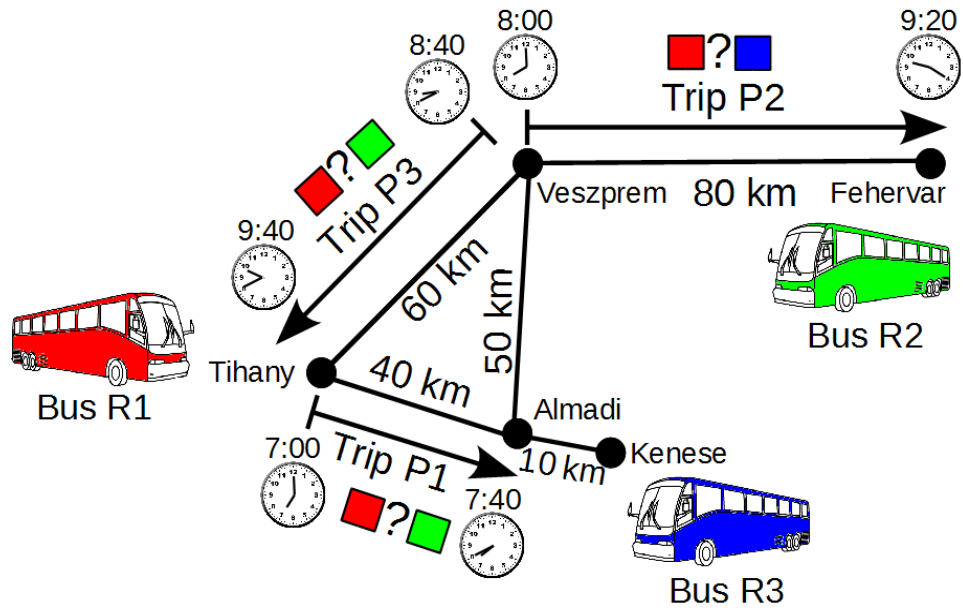 8:00
9:20
8:40
?
Trip P2
?
Trip P3
Veszprem
80 km
Fehervar
9:40
60 km
50 km
Bus R2
Tihany
40 km
Bus R1
Almadi
7:00
Trip P1
10 km
Kenese
?
7:40
Bus R3